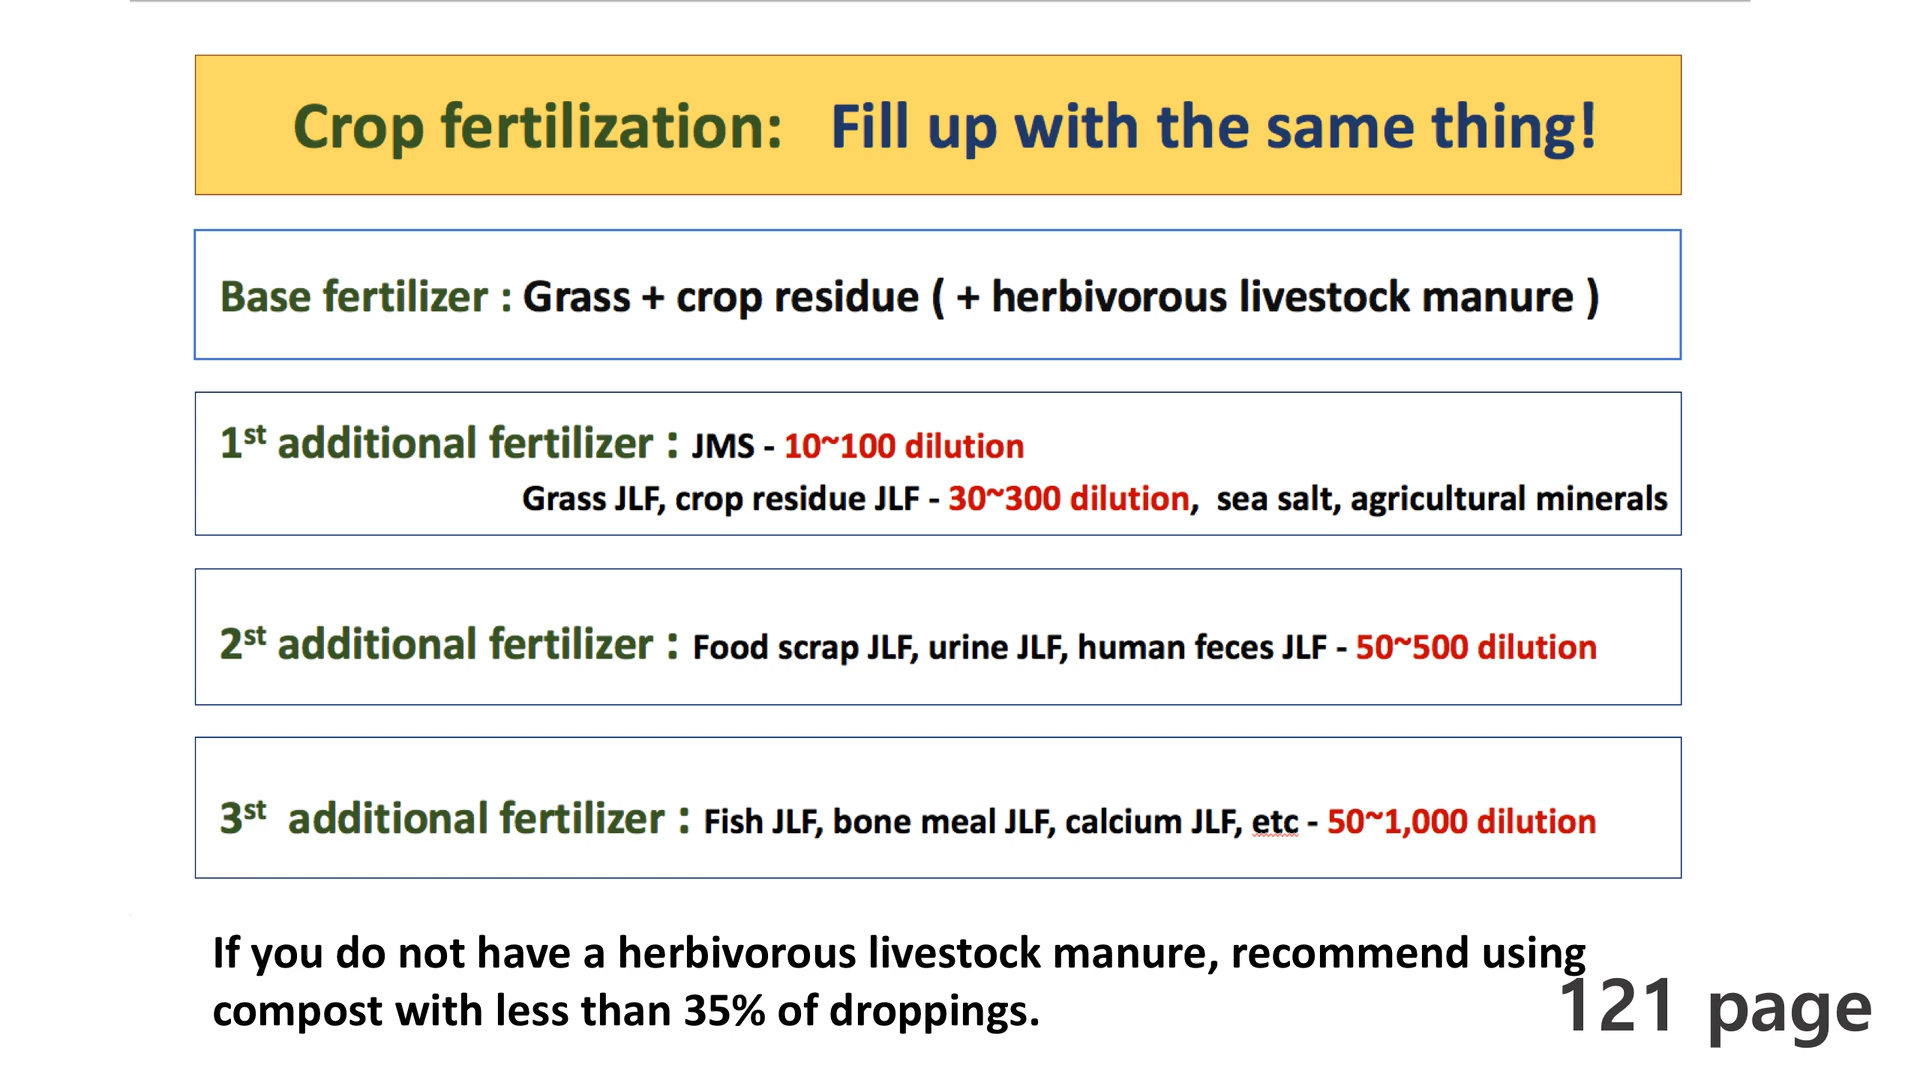 Crop fertilization: Fill up with the same thing!
Base fertilizer : Grass + crop residue ( + herbivorous livestock manure )
1st additional fertilizer : JMS - 10~100 dilution
Grass JLF, crop residue JLF - 30~300 dilution, sea salt, agricultural minerals
2st additional fertilizer : Food scrap JLF, urine JLF, human feces JLF - 50~500 dilution
3st additional fertilizer : Fish JLF, bone meal JLF, calcium JLF, etc - 50~1,000 dilution
If you do not have a herbivorous livestock manure, recommend using
compost with less than 35% of droppings.
121 page